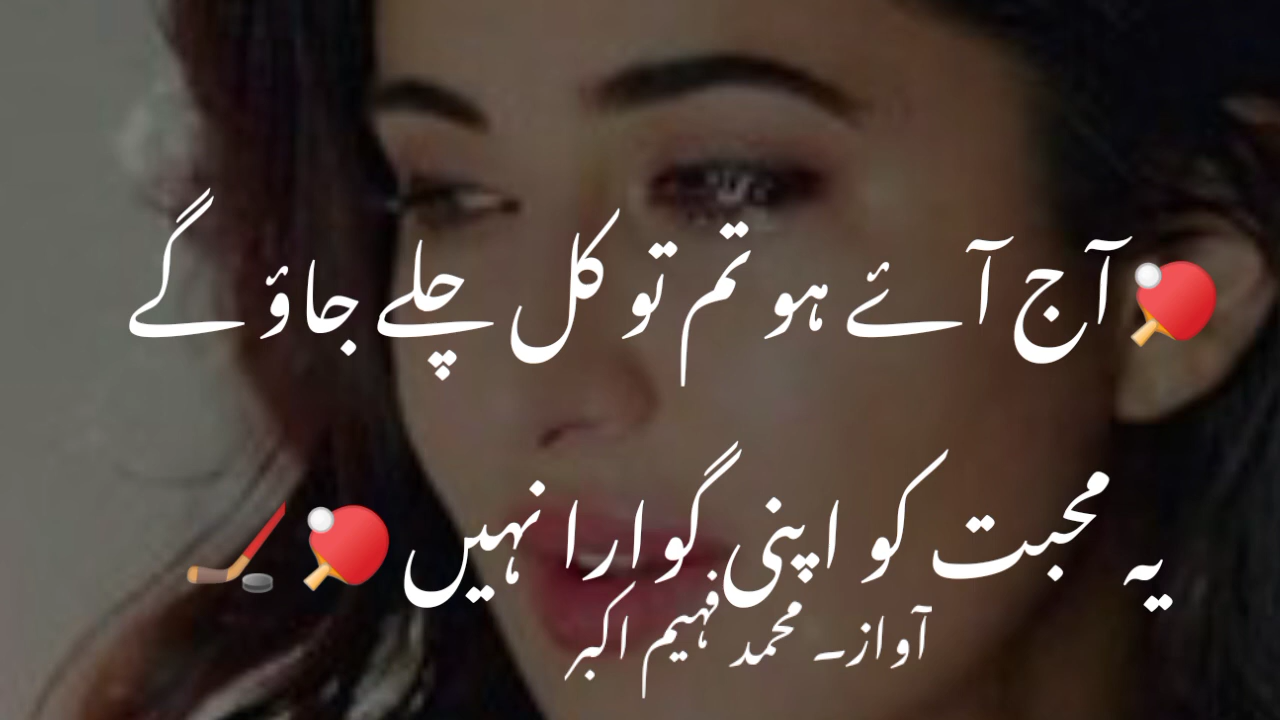 🏓آج آئے ہو تم تو کل چلے جاؤ گے
یہ محبت کو اپنی گوارا نہیں 🏓🏒
آواز۔ محمد فہیم اکبر